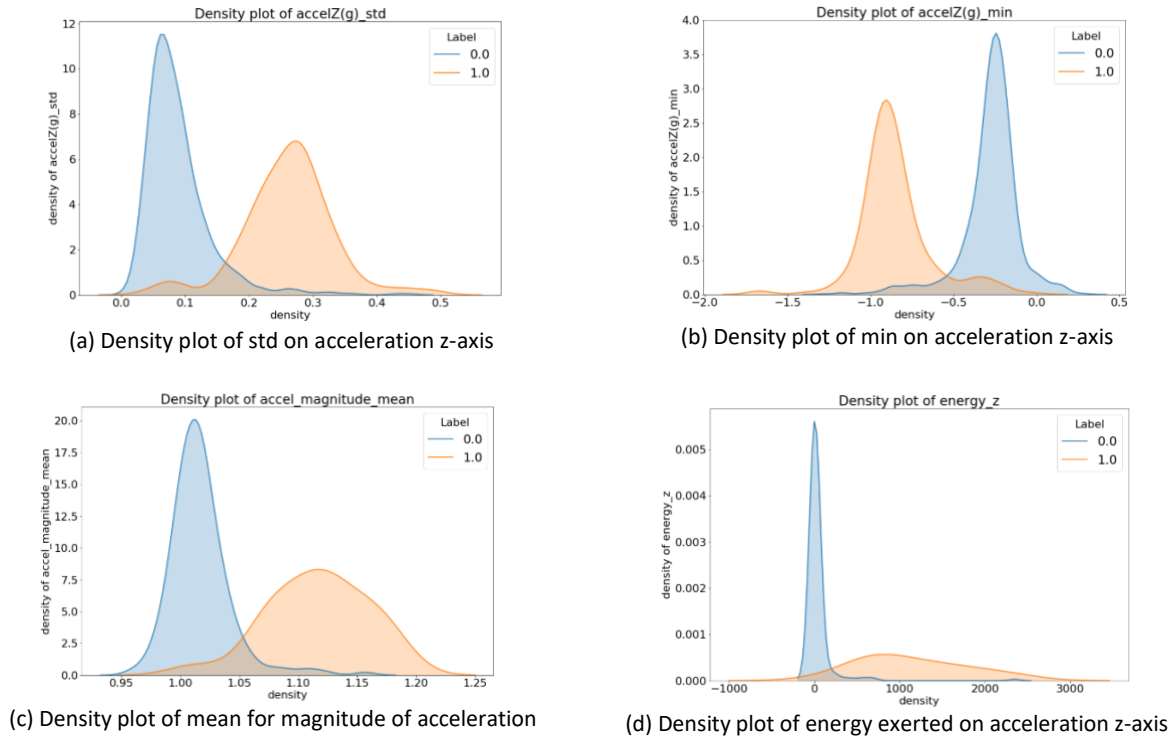 Density plot of accelZ(g)_std
12
10
8
6
4
2
0
density of accelZ(g)_std
Label
0.0
1.0
0.0 0.1 0.2 0.3 0.4 0.5
density
(a) Density plot of std on acceleration z-axis
Density plot of accelZ(g)_min
4.0
3.5
3.0
2.5
2.0
1.5
1.0
0.5
0.0
density of accelZ(g)_min
Label
0.0
1.0
−2.0 −1.5 −1.0 −0.5 0.0 0.5
density
(b) Density plot of min on acceleration z-axis
Density plot of accel_magnitude_mean
20.0
17.5
15.0
12.5
10.0
7.5
5.0
2.5
0.0
density of accel_magnitude_mean
Label
0.0
1.0
0.95 1.00 1.05 1.10 1.15 1.20 1.25
density
(c) Density plot of mean for magnitude of acceleration
Density plot of energy_z
0.005
0.004
0.003
0.002
0.001
0.000
density of energy_z
Label
0.0
1.0
−1000 0 1000 2000 3000
density
(d) Density plot of energy exerted on acceleration z-axis